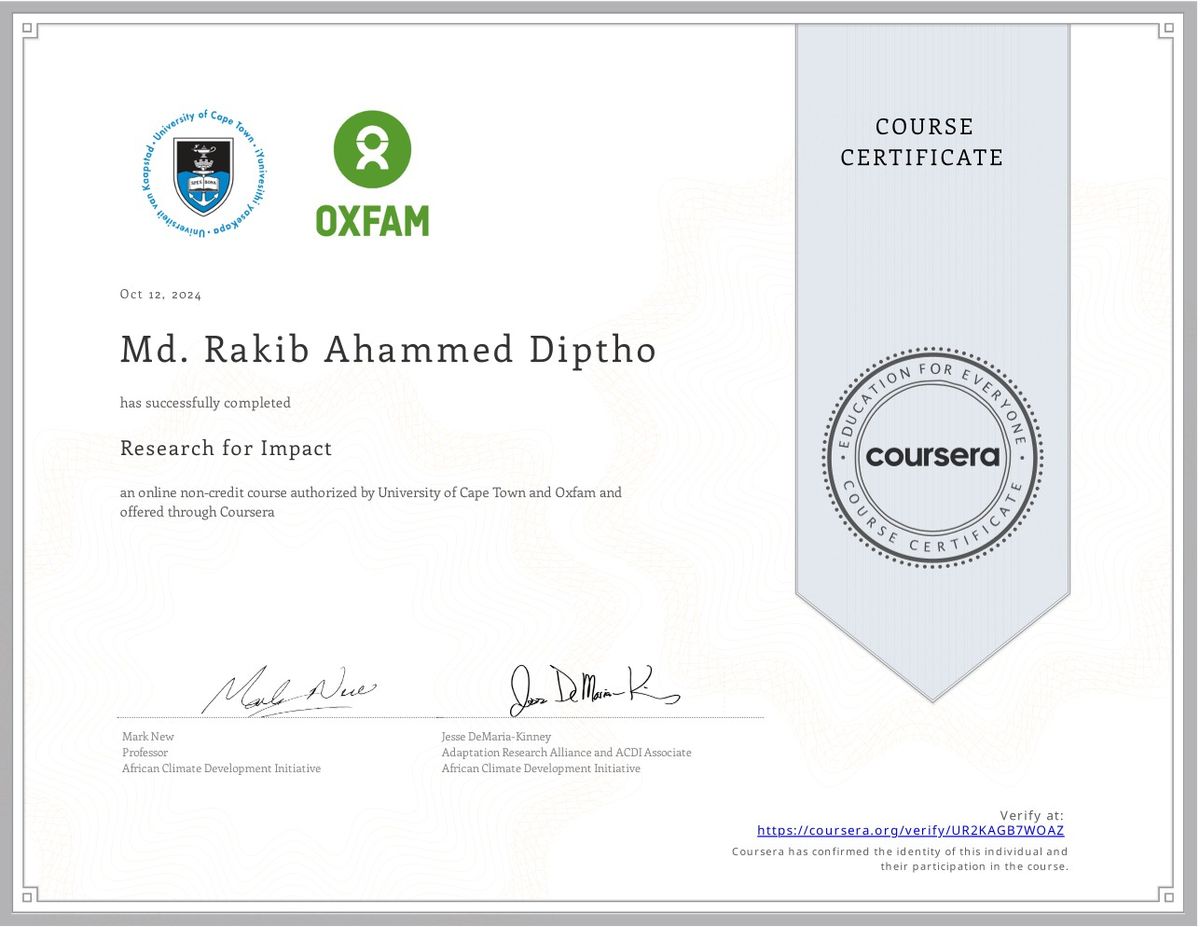 University of Cape Town · iYunivesithi yaseKapa · Universiteit van Kaapstad ·
SPES BONA
OXFAM
COURSE
CERTIFICATE
Oct 12, 2024
Md. Rakib Ahammed Diptho
has successfully completed
Research for Impact
an online non-credit course authorized by University of Cape Town and Oxfam and
offered through Coursera
EDUCATION FOR EVERYONE
coursera
COURSE CERTIFICATE
Mark New
Jesse DeMaria-K
Mark New
Professor
African Climate Development Initiative
Jesse DeMaria-Kinney
Adaptation Research Alliance and ACDI Associate
African Climate Development Initiative
Verify at:
https://coursera.org/verify/UR2KAGB7WOAZ
Coursera has confirmed the identity of this individual and
their participation in the course.